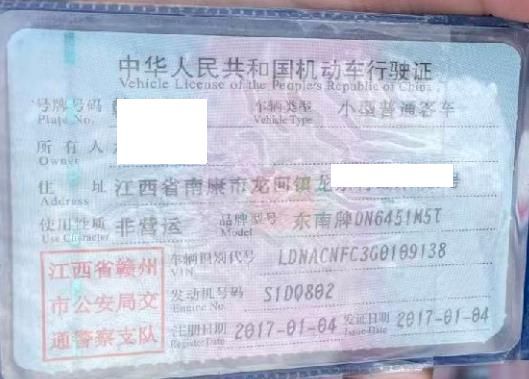 中华人民共和国机动车行驶证
Vehicle License of the People's Republic of China
号牌号码 车辆类型 小型普通客车
Plate No. Vehicle Type
所有人
Owner
住址 江西省南康市龙回镇
Address
使用性质 非营运 品牌型号 东南牌DN6451M5T
Use Character Model
车辆识别代号 LDNACNFC3G0109138
VIN
江西省赣州
市公安局交
通警察支队
发动机号码 SIDQ802
Engine No.
注册日期 2017-01-04 发证日期 2017-01-04
Register Date Issue Date